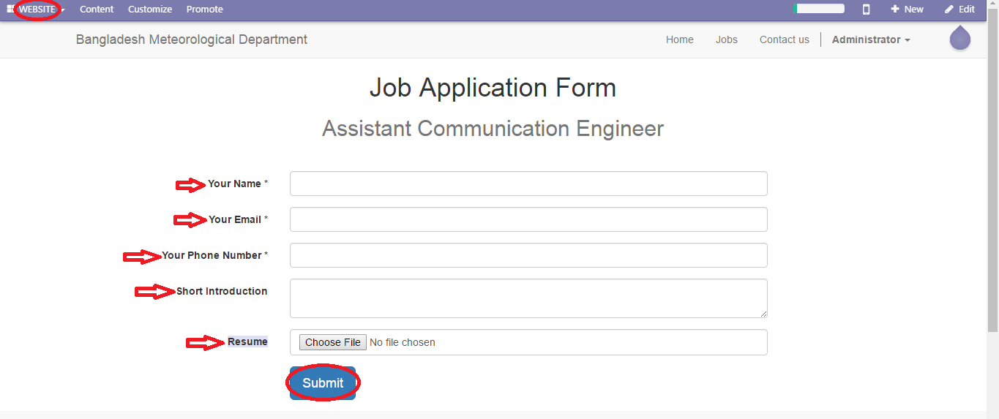 WEBSITE Content Customize Promote New Edit
Bangladesh Meteorological Department Home Jobs Contact us Administrator
Job Application Form
Assistant Communication Engineer
Your Name *
Your Email *
Your Phone Number *
Short Introduction
Resume Choose File No file chosen
Submit